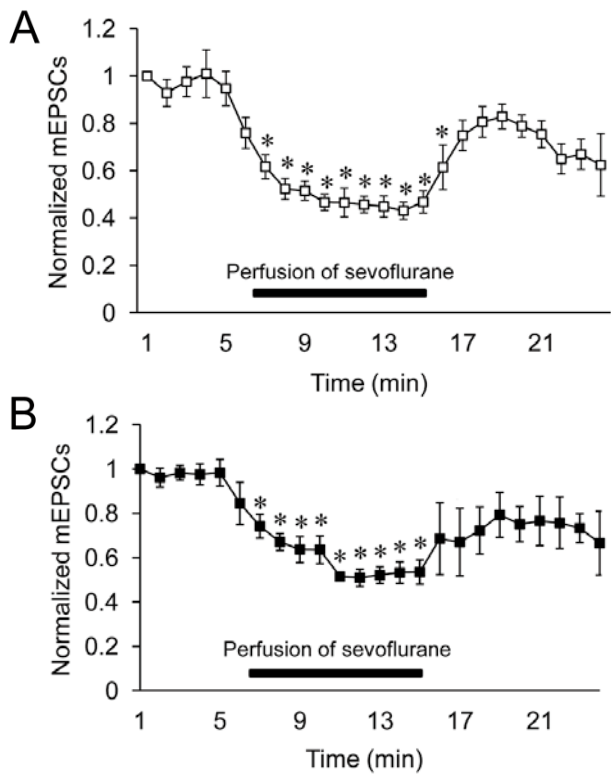 A
Normalized mEPSCs
1.2
1
0.8
0.6
0.4
0.2
0
* * * * * * * * * *
Perfusion of sevoflurane
1 5 9 13 17 21
Time (min)
B
Normalized mEPSCs
1.2
1
0.8
0.6
0.4
0.2
0
* * * * * * * * *
Perfusion of sevoflurane
1 5 9 13 17 21
Time (min)